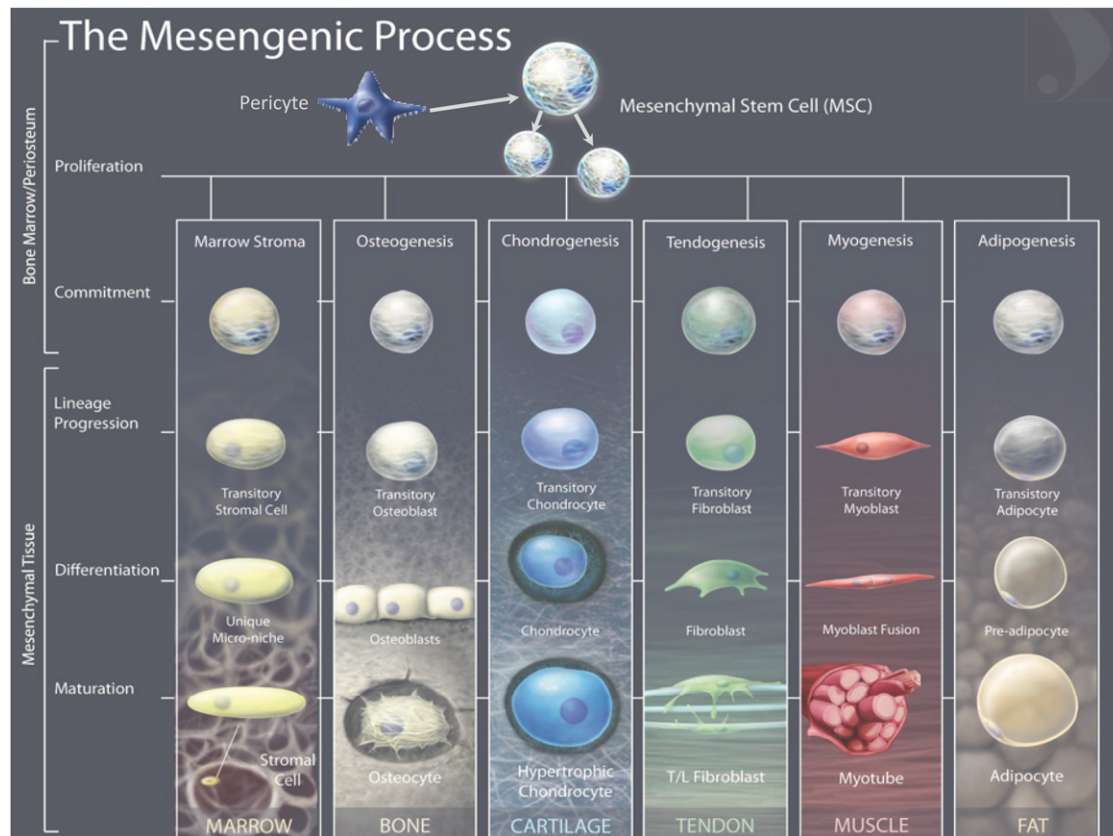 The Mesengenic Process
Pericyte
Mesenchymal Stem Cell (MSC)
Bone Marrow/Periosteum
Proliferation
Marrow Stroma
Osteogenesis
Chondrogenesis
Tendogenesis
Myogenesis
Adipogenesis
Commitment
Mesenchymal Tissue
Lineage
Progression
Transitory
Stromal Cell
Transitory
Osteoblast
Transitory
Chondrocyte
Transitory
Fibroblast
Transitory
Myoblast
Transistory
Adipocyte
Differentiation
Unique
Micro-niche
Osteoblasts
Chondrocyte
Fibroblast
Myoblast Fusion
Pre-adipocyte
Maturation
Stromal
Cell
Osteocyte
Hypertrophic
Chondrocyte
T/L Fibroblast
Myotube
Adipocyte
MARROW
BONE
CARTILAGE
TENDON
MUSCLE
FAT